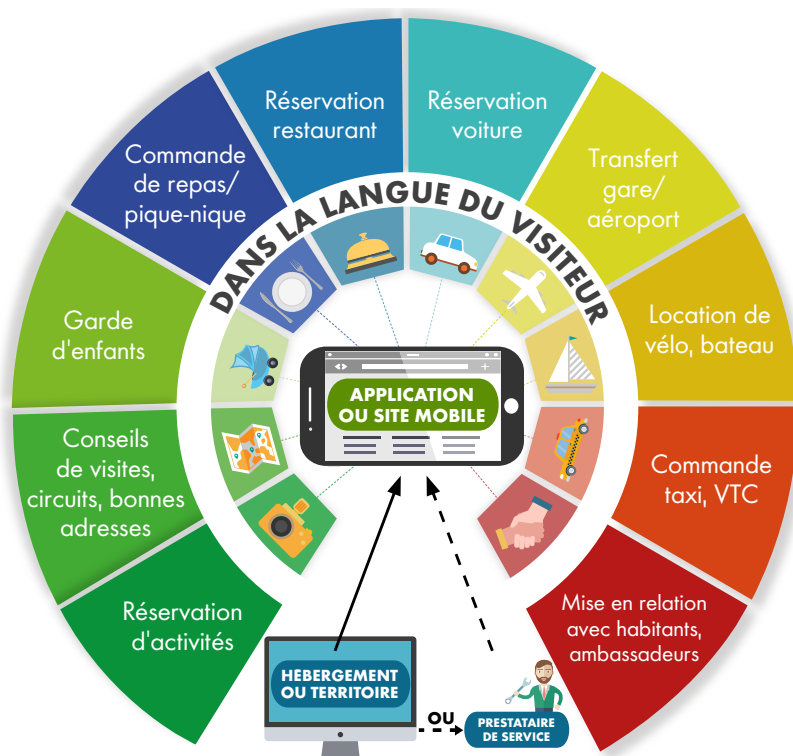 Réservation
restaurant
Réservation
voiture
Commande
de repas/
pique-nique
Transfert
gare/
aéroport
DANS LA LANGUE DU VISITEUR
Garde
d'enfants
Location de
vélo, bateau
APPLICATION
OU SITE MOBILE
Conseils
de visites,
circuits, bonnes
adresses
Commande
taxi, VTC
Réservation
d'activités
Mise en relation
avec habitants,
ambassadeurs
HEBERGEMENT
OU TERRITOIRE
OU
PRESTATAIRE
DE SERVICE